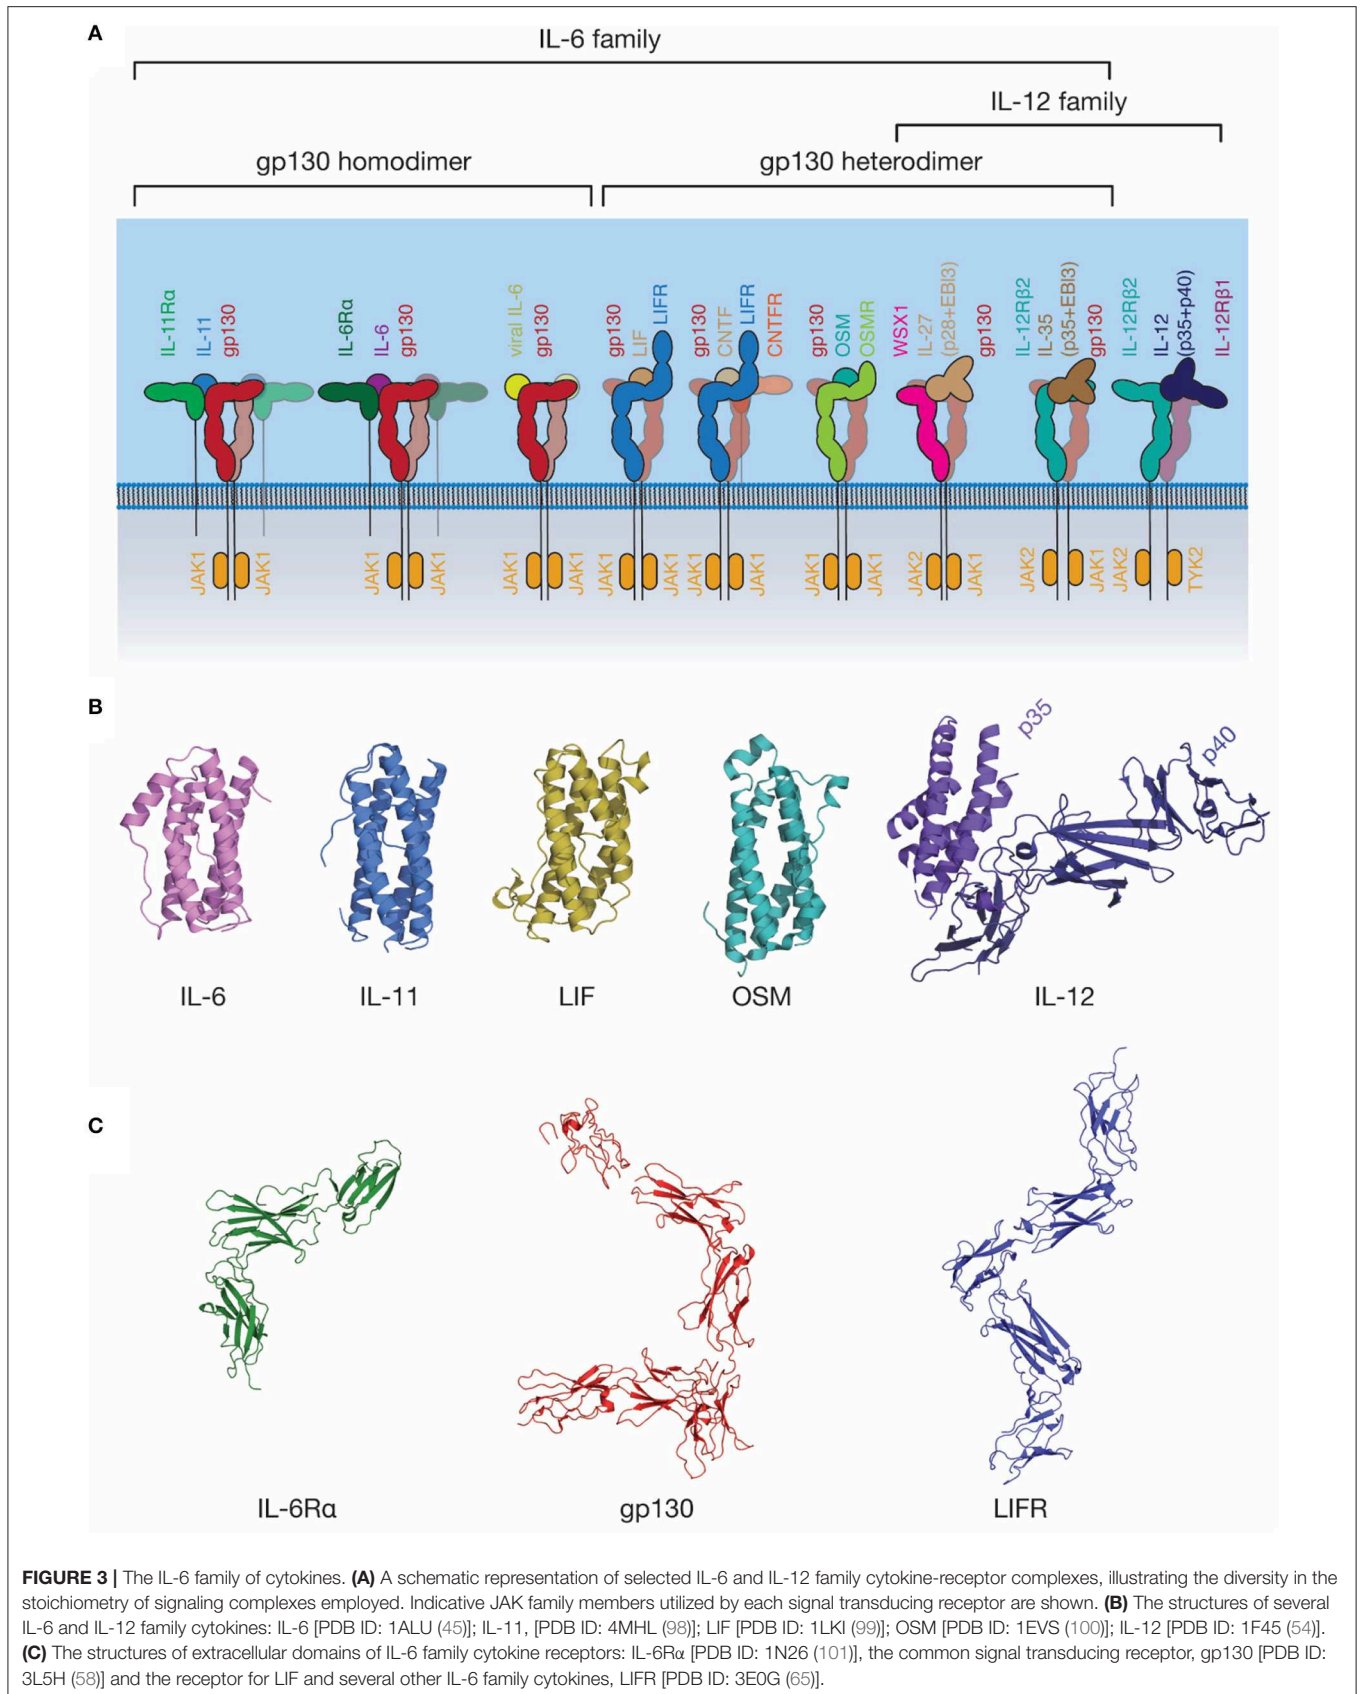 A
IL-6 family
IL-12 family
gp130 homodimer
gp130 heterodimer
IL-11Rα
IL-11
gp130
IL-6Rα
IL-6
gp130
viral IL-6
gp130
gp130
LIF
LIFR
gp130
CNTF
LIFR
CNTFR
gp130
OSM
OSMR
WSX1
IL-27
(p28+EBI3)
gp130
IL-12Rβ2
IL-35
(p35+EBI3)
gp130
IL-12Rβ2
IL-12
(p35+p40)
IL-12Rβ1
JAK1
JAK1
JAK1
JAK1
JAK1
JAK1
JAK1
JAK1
JAK1
JAK1
JAK1
JAK1
JAK2
JAK1
JAK2
JAK1
JAK2
TYK2
B
p35
p40
IL-6
IL-11
LIF
OSM
IL-12
C
IL-6Rα
gp130
LIFR
FIGURE 3 | The IL-6 family of cytokines. (A) A schematic representation of selected IL-6 and IL-12 family cytokine-receptor complexes, illustrating the diversity in the
stoichiometry of signaling complexes employed. Indicative JAK family members utilized by each signal transducing receptor are shown. (B) The structures of several
IL-6 and IL-12 family cytokines: IL-6 [PDB ID: 1ALU (45)]; IL-11, [PDB ID: 4MHL (98)]; LIF [PDB ID: 1LKI (99)]; OSM [PDB ID: 1EVS (100)]; IL-12 [PDB ID: 1F45 (54)].
(C) The structures of extracellular domains of IL-6 family cytokine receptors: IL-6Rα [PDB ID: 1N26 (101)], the common signal transducing receptor, gp130 [PDB ID:
3L5H (58)] and the receptor for LIF and several other IL-6 family cytokines, LIFR [PDB ID: 3E0G (65)].